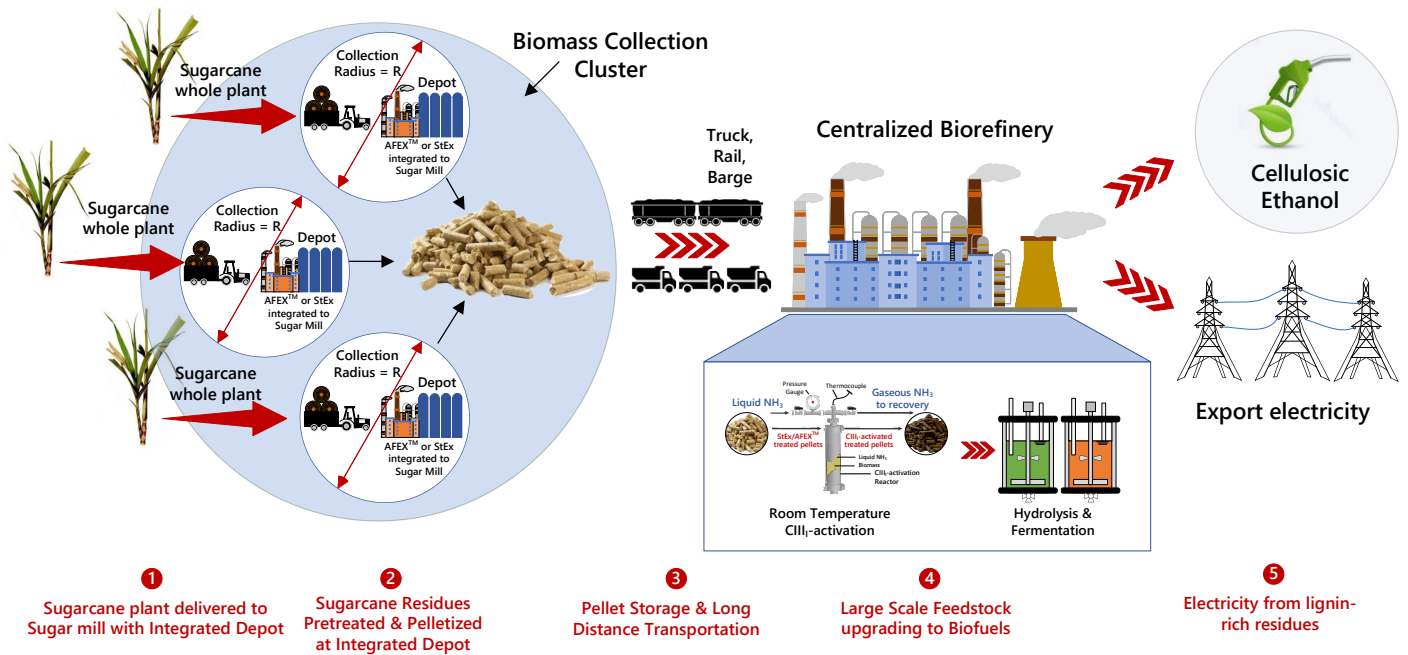 Biomass Collection
Cluster
Sugarcane
whole plant
Collection
Radius = R
Depot
AFEX™ or StEx
integrated to
Sugar Mill
Sugarcane
whole plant
Collection
Radius = R
Depot
AFEX™ or StEx
integrated to
Sugar Mill
Sugarcane
whole plant
Collection
Radius = R
Depot
AFEX™ or StEx
integrated to
Sugar Mill
Truck,
Rail,
Barge
Centralized Biorefinery
Pressure
Gauge
Thermocouple
Liquid NH₃
Gaseous NH₃
to recovery
StEx/AFEX™
treated pellets
CIIIᵢ-activated
treated pellets
Liquid NH₃
Biomass
CIIIᵢ-activation
Reactor
Room Temperature
CIIIᵢ-activation
Hydrolysis &
Fermentation
Cellulosic
Ethanol
Export electricity
1
Sugarcane plant delivered to
Sugar mill with Integrated Depot
2
Sugarcane Residues
Pretreated & Pelletized
at Integrated Depot
3
Pellet Storage & Long
Distance Transportation
4
Large Scale Feedstock
upgrading to Biofuels
5
Electricity from lignin-
rich residues